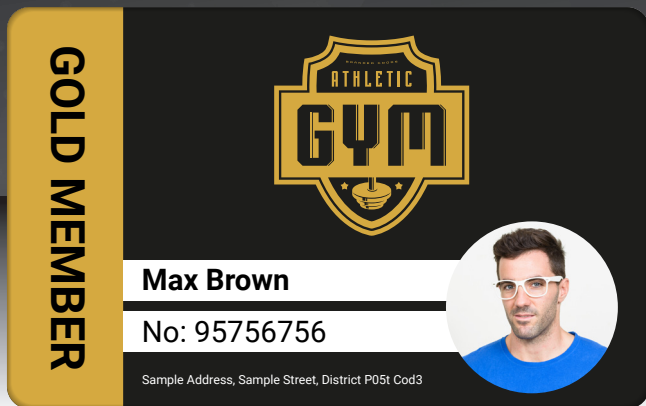 GOLD MEMBER
ATHLETIC
GYM
Max Brown
No: 95756756
Sample Address, Sample Street, District P05t Cod3